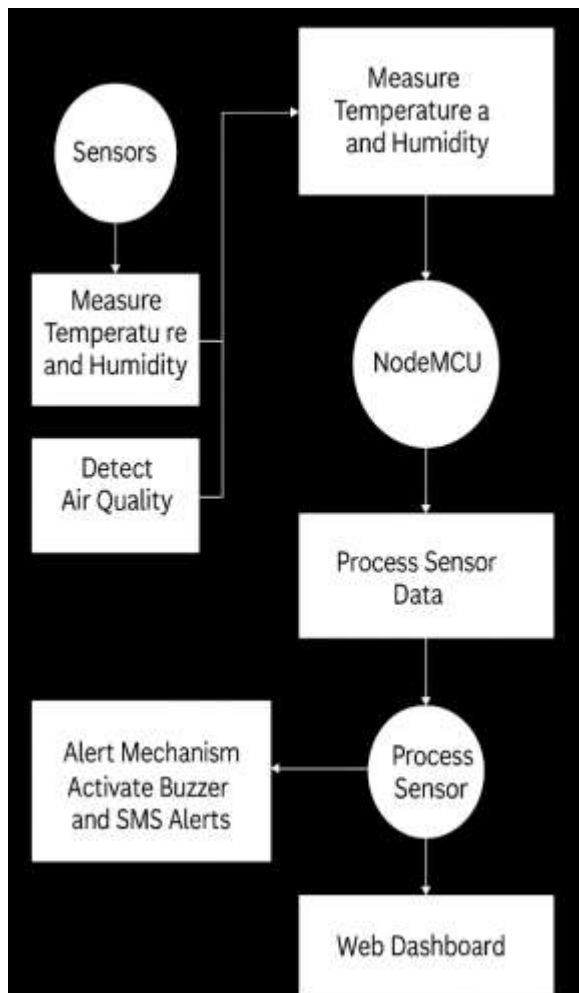 Sensors
Measure
Temperatu re
and Humidity
Detect
Air Quality
Measure
Temperature a
and Humidity
NodeMCU
Process Sensor
Data
Process
Sensor
Alert Mechanism
Activate Buzzer
and SMS Alerts
Web Dashboard